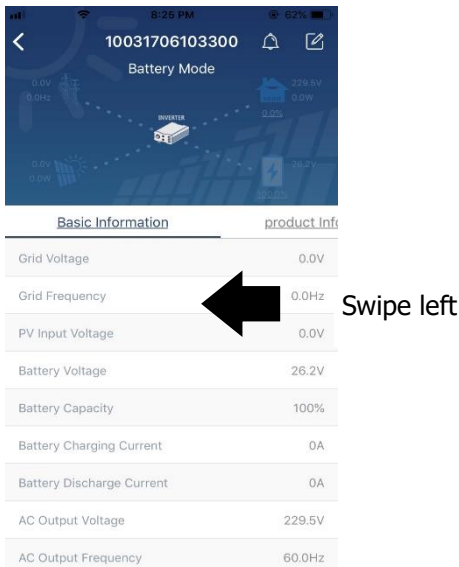 8:25 PM 62%
10031706103300
Battery Mode
0.0V
0.0Hz
229.5V
0.0W
0.0%
INVERTER
0.0V
0.0W
26.2V
100.0%
Basic Information product Info
Grid Voltage 0.0V
Grid Frequency 0.0Hz
Swipe left
PV Input Voltage 0.0V
Battery Voltage 26.2V
Battery Capacity 100%
Battery Charging Current 0A
Battery Discharge Current 0A
AC Output Voltage 229.5V
AC Output Frequency 60.0Hz